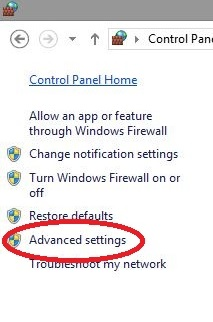 Control Pane
Control Panel Home
Allow an app or feature
through Windows Firewall
Change notification settings
Turn Windows Firewall on or
off
Restore defaults
Advanced settings
Troubleshoot my network